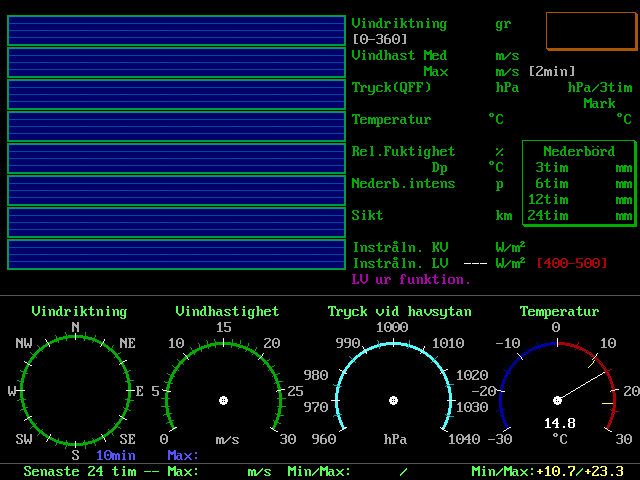 Vindriktning gr
[0-360]
Vindhast Med m/s
Max m/s [2min]
Tryck(QFF) hPa hPa/3tim
Mark
Temperatur °C °C
Rel.Fuktighet % Nederbörd
Dp °C 3tim mm
Nederb.intens p 6tim mm
12tim mm
Sikt km 24tim mm
Instråln. KV W/m²
Instråln. LV --- W/m² [400-500]
LV ur funktion.
Vindriktning Vindhastighet Tryck vid havsytan Temperatur
N 15 1000 0
NW NE 10 20 990 1010 -10 10
W E 5 25 980 1020 -20 20
970 1030
SW SE 14.8
S 0 m/s 30 960 hPa 1040 -30 °C 30
10min Max:
Senaste 24 tim -- Max: m/s Min/Max: / Min/Max:+10.7/+23.3